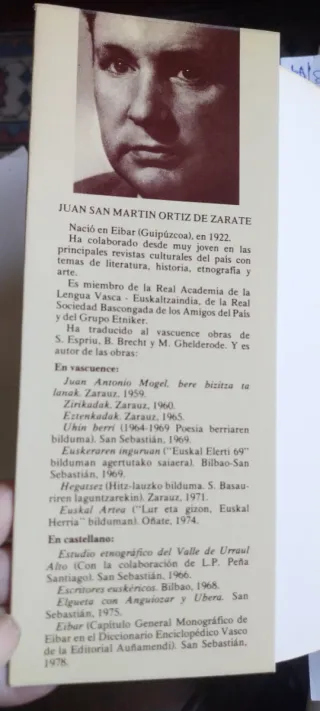 JUAN SAN MARTIN ORTIZ DE ZARATE
Nació en Eibar (Guipúzcoa), en 1922.
Ha colaborado desde muy joven en las
principales revistas culturales del país con
temas de literatura, historia, etnografía y
arte.
Es miembro de la Real Academia de la
Lengua Vasca - Euskaltzaindia, de la Real
Sociedad Bascongada de los Amigos del País
y del Grupo Etniker.
Ha traducido al vascuence obras de
S. Espriu, B. Brecht y M. Ghelderode. Y es
autor de las obras:
En vascuence:
Juan Antonio Mogel, bere bizitza ta
lanak. Zarauz, 1959.
Zirikadak. Zarauz, 1960.
Eztenkadak. Zarauz, 1965.
Uhin berri (1964-1969 Poesia berriaren
bilduma). San Sebastián, 1969.
Euskeraren inguruan ("Euskal Elerti 69"
bilduman agertutako saiaera). Bilbao-San
Sebastián, 1969.
Hegatsez (Hitz-lauzko bilduma. S. Basau-
riren laguntzarekin). Zarauz, 1971.
Euskal Artea ("Lur eta gizon, Euskal
Herria" bilduman). Oñate, 1974.
En castellano:
Estudio etnográfico del Valle de Urraul
Alto (Con la colaboración de L.P. Peña
Santiago). San Sebastián, 1966.
Escritores euskéricos. Bilbao, 1968.
Elgueta con Anguiozar y Ubera. San
Sebastián, 1975.
Eibar (Capítulo General Monográfico de
Eibar en el Diccionario Enciclopédico Vasco
de la Editorial Auñamendi). San Sebastián,
1978.